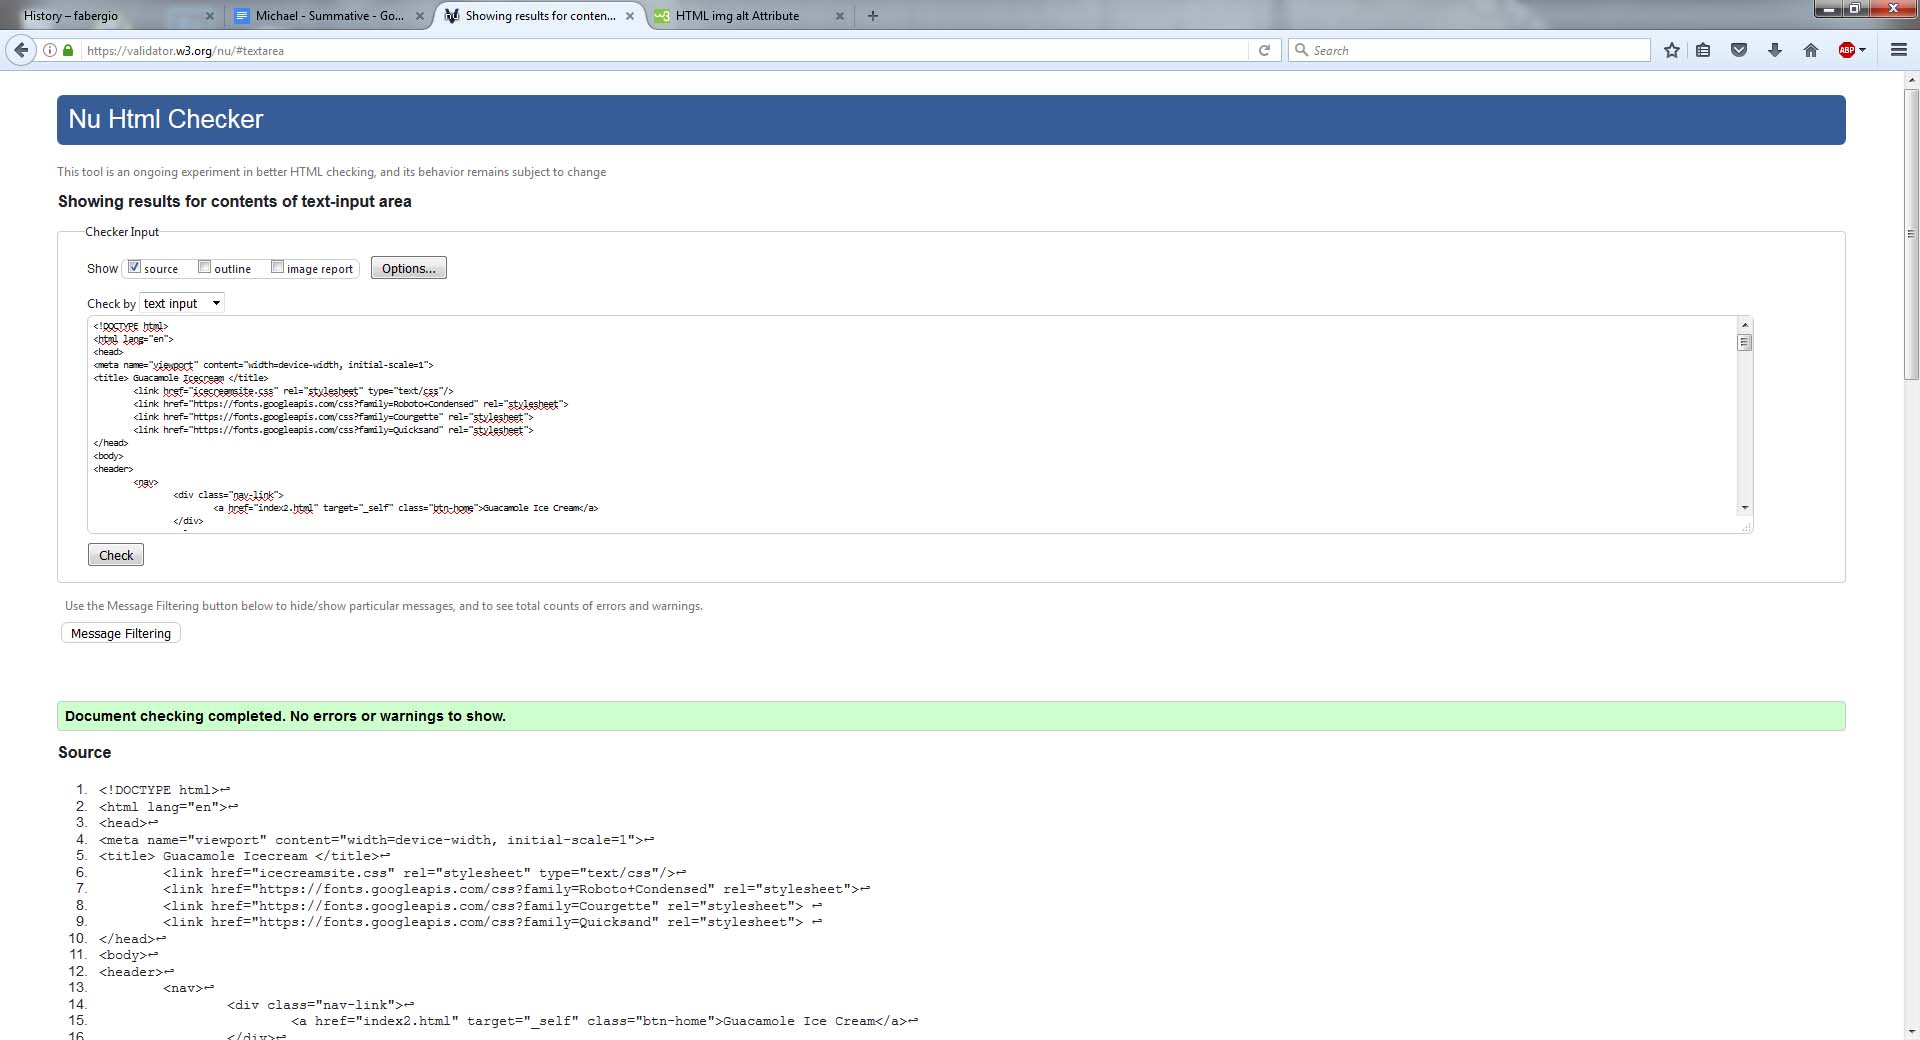 History – fabergio
Michael - Summative - Go...
Showing results for conten...
HTML img alt Attribute
https://validator.w3.org/nu/#textarea
Search
ABP
Nu Html Checker
This tool is an ongoing experiment in better HTML checking, and its behavior remains subject to change
Showing results for contents of text-input area
Checker Input
Show source outline image report Options...
Check by text input
<!DOCTYPE html>
<html lang="en">
<head>
<meta name="viewport" content="width=device-width, initial-scale=1">
<title> Guacamole Icecream </title>
<link href="icecreamsite.css" rel="stylesheet" type="text/css"/>
<link href="https://fonts.googleapis.com/css?family=Roboto+Condensed" rel="stylesheet">
<link href="https://fonts.googleapis.com/css?family=Courgette" rel="stylesheet">
<link href="https://fonts.googleapis.com/css?family=Quicksand" rel="stylesheet">
</head>
<body>
<header>
<nav>
<div class="nav-link">
<a href="index2.html" target="_self" class="btn-home">Guacamole Ice Cream</a>
</div>
Check
Use the Message Filtering button below to hide/show particular messages, and to see total counts of errors and warnings.
Message Filtering
Document checking completed. No errors or warnings to show.
Source
1. <!DOCTYPE html>↩
2. <html lang="en">↩
3. <head>↩
4. <meta name="viewport" content="width=device-width, initial-scale=1">↩
5. <title> Guacamole Icecream </title>↩
6. <link href="icecreamsite.css" rel="stylesheet" type="text/css"/>↩
7. <link href="https://fonts.googleapis.com/css?family=Roboto+Condensed" rel="stylesheet">↩
8. <link href="https://fonts.googleapis.com/css?family=Courgette" rel="stylesheet"> ↩
9. <link href="https://fonts.googleapis.com/css?family=Quicksand" rel="stylesheet"> ↩
10. </head>↩
11. <body>↩
12. <header>↩
13. <nav>↩
14. <div class="nav-link">↩
15. <a href="index2.html" target="_self" class="btn-home">Guacamole Ice Cream</a>↩
16. </div>↩